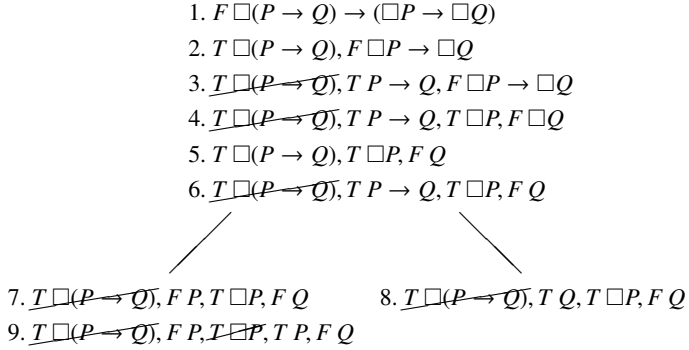 1. F □(P → Q) → (□P → □Q)
2. T □(P → Q), F □P → □Q
3. T □(P → Q), T P → Q, F □P → □Q
4. T □(P → Q), T P → Q, T □P, F □Q
5. T □(P → Q), T □P, F Q
6. T □(P → Q), T P → Q, T □P, F Q
7. T □(P → Q), F P, T □P, F Q
8. T □(P → Q), T Q, T □P, F Q
9. T □(P → Q), F P, T □P, T P, F Q